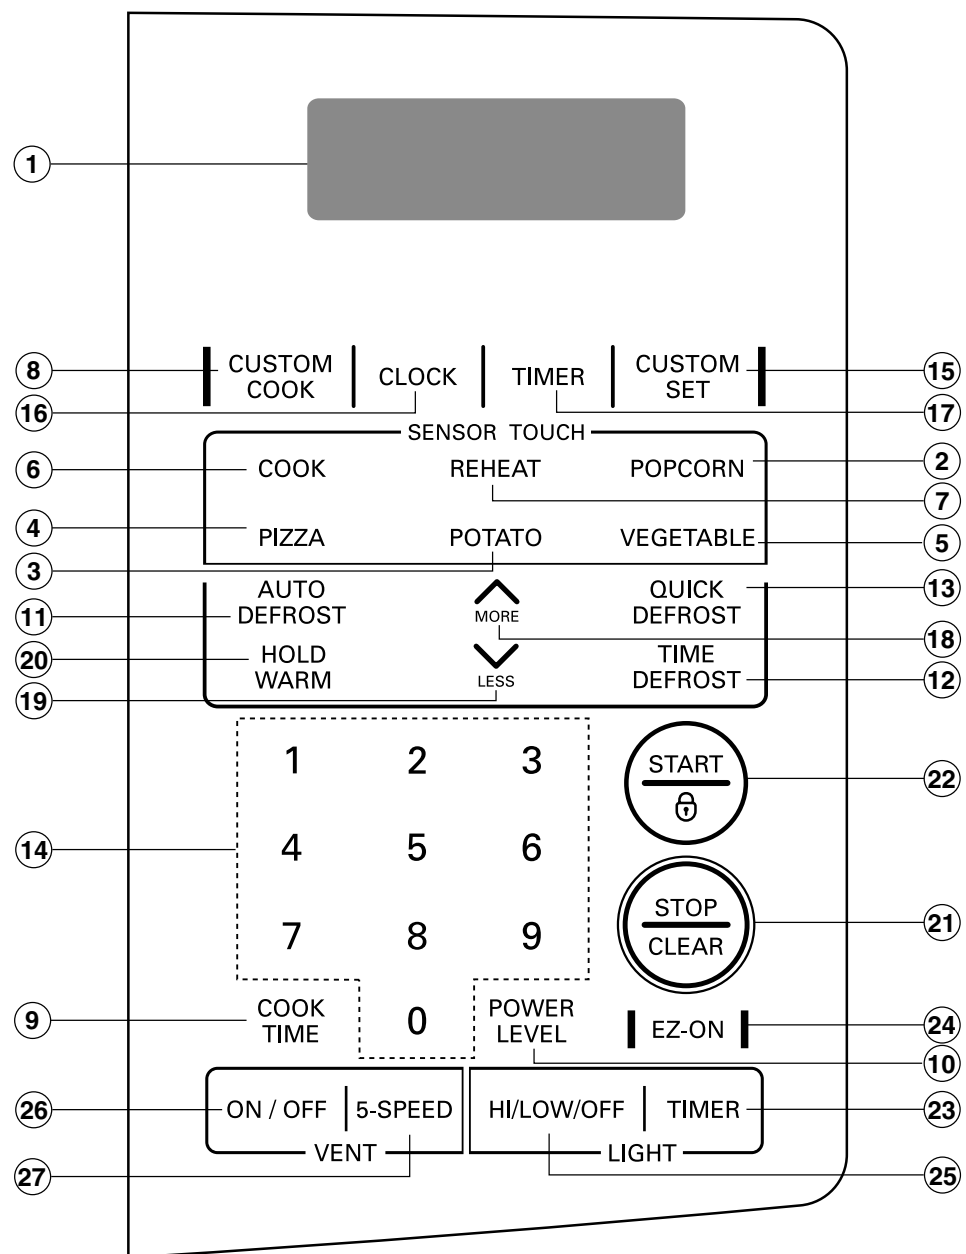 1
8
CUSTOM
COOK
CLOCK
TIMER
CUSTOM
SET
15
16
17
SENSOR TOUCH
6
COOK
REHEAT
POPCORN
2
7
4
PIZZA
POTATO
VEGETABLE
5
3
AUTO
DEFROST
MORE
QUICK
DEFROST
13
11
18
20
HOLD
WARM
LESS
TIME
DEFROST
12
19
1 2 3
START
22
14
4 5 6
STOP
CLEAR
21
7 8 9
9
COOK
TIME
0
POWER
LEVEL
EZ-ON
24
10
26
ON / OFF
5-SPEED
HI/LOW/OFF
TIMER
23
VENT
LIGHT
27
25